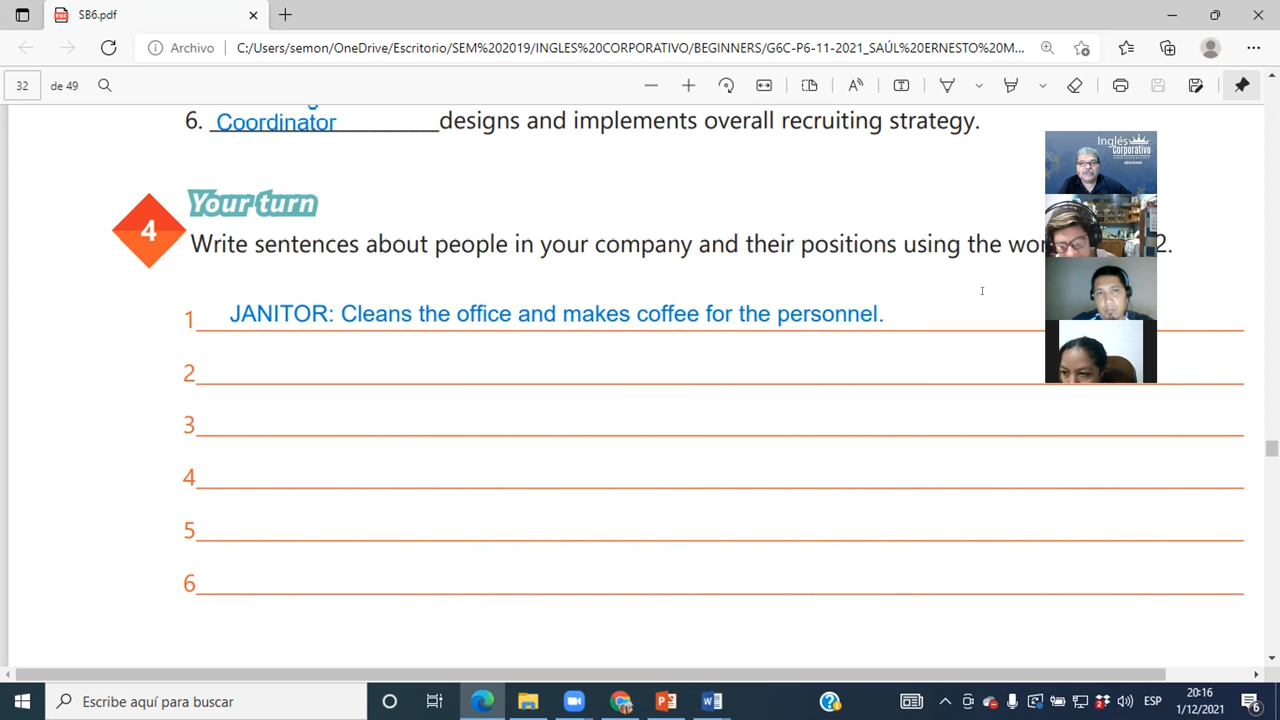 SB6.pdf
Archivo
C:/Users/semon/OneDrive/Escritorio/SEM%202019/INGLES%20CORPORATIVO/BEGINNERS/G6C-P6-11-2021_SAÚL%20ERNESTO%20M...
32 de 49
6. Coordinator designs and implements overall recruiting strategy.
Inglés
Corporativo
BEGINNER
4 Your turn
Write sentences about people in your company and their positions using the wor 2.
1 JANITOR: Cleans the office and makes coffee for the personnel.
2
3
4
5
6
Escribe aquí para buscar
ESP
20:16
1/12/2021
6